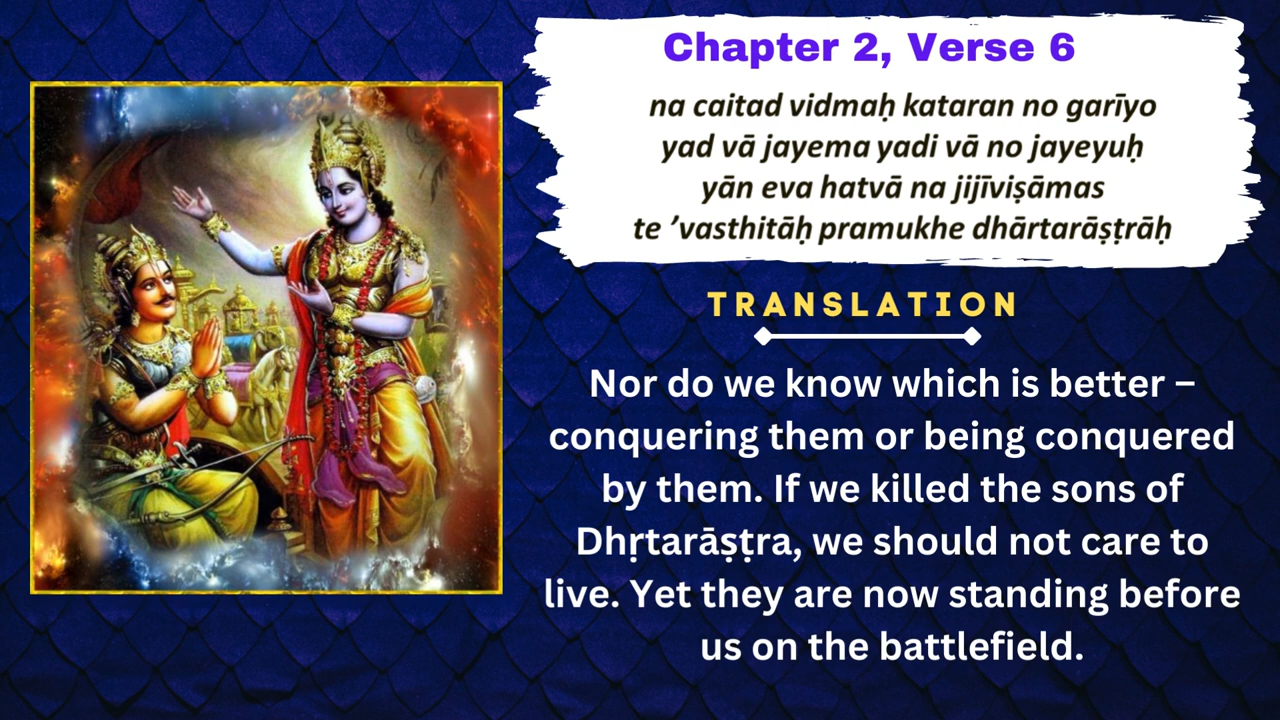 Chapter 2, Verse 6
na caitad vidmaḥ kataran no garīyo
yad vā jayema yadi vā no jayeyuḥ
yān eva hatvā na jijīviṣāmas
te ’vasthitāḥ pramukhe dhārtarāṣṭrāḥ
TRANSLATION
Nor do we know which is better –
conquering them or being conquered
by them. If we killed the sons of
Dhṛtarāṣṭra, we should not care to
live. Yet they are now standing before
us on the battlefield.